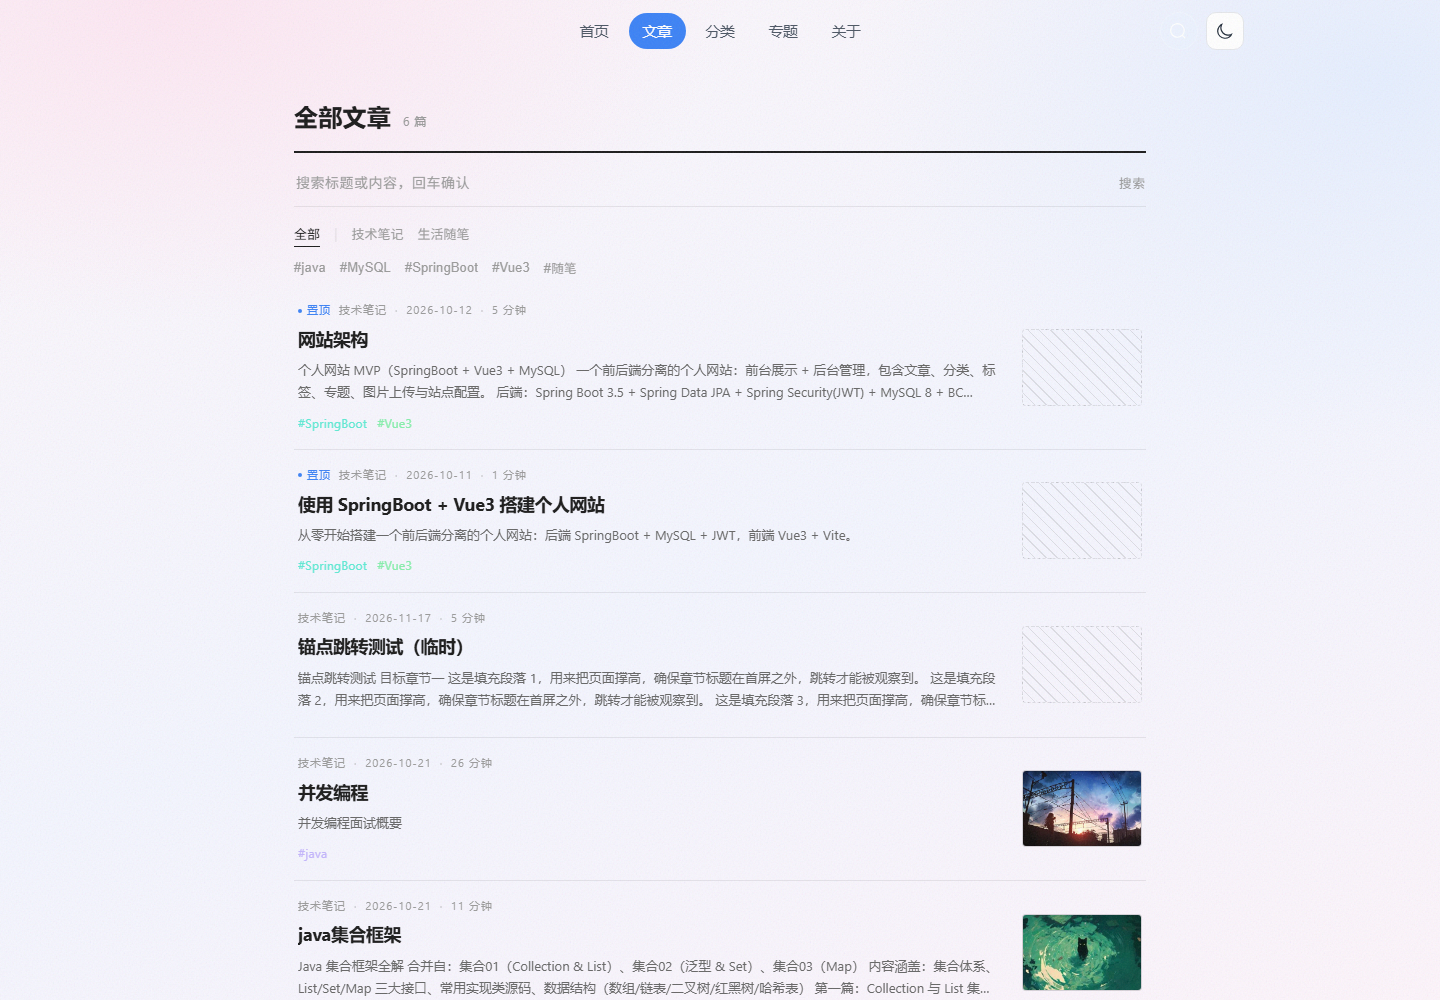 首页 文章 分类 专题 关于
全部文章 6 篇
搜索标题或内容，回车确认 搜索
全部 | 技术笔记 生活随笔
#java #MySQL #SpringBoot #Vue3 #随笔
• 置顶 技术笔记 · 2026-10-12 · 5 分钟
网站架构
个人网站 MVP（SpringBoot + Vue3 + MySQL） 一个前后端分离的个人网站：前台展示 + 后台管理，包含文章、分类、标
签、专题、图片上传与站点配置。 后端：Spring Boot 3.5 + Spring Data JPA + Spring Security(JWT) + MySQL 8 + BC...
#SpringBoot #Vue3
• 置顶 技术笔记 · 2026-10-11 · 1 分钟
使用 SpringBoot + Vue3 搭建个人网站
从零开始搭建一个前后端分离的个人网站：后端 SpringBoot + MySQL + JWT，前端 Vue3 + Vite。
#SpringBoot #Vue3
技术笔记 · 2026-11-17 · 5 分钟
锚点跳转测试（临时）
锚点跳转测试 目标章节一 这是填充段落 1，用来把页面撑高，确保章节标题在首屏之外，跳转才能被观察到。 这是填充段
落 2，用来把页面撑高，确保章节标题在首屏之外，跳转才能被观察到。 这是填充段落 3，用来把页面撑高，确保章节标...
技术笔记 · 2026-10-21 · 26 分钟
并发编程
并发编程面试概要
#java
技术笔记 · 2026-10-21 · 11 分钟
java集合框架
Java 集合框架全解 合并自：集合01（Collection & List）、集合02（泛型 & Set）、集合03（Map） 内容涵盖：集合体系、
List/Set/Map 三大接口、常用实现类源码、数据结构（数组/链表/二叉树/红黑树/哈希表） 第一篇：Collection 与 List 集...